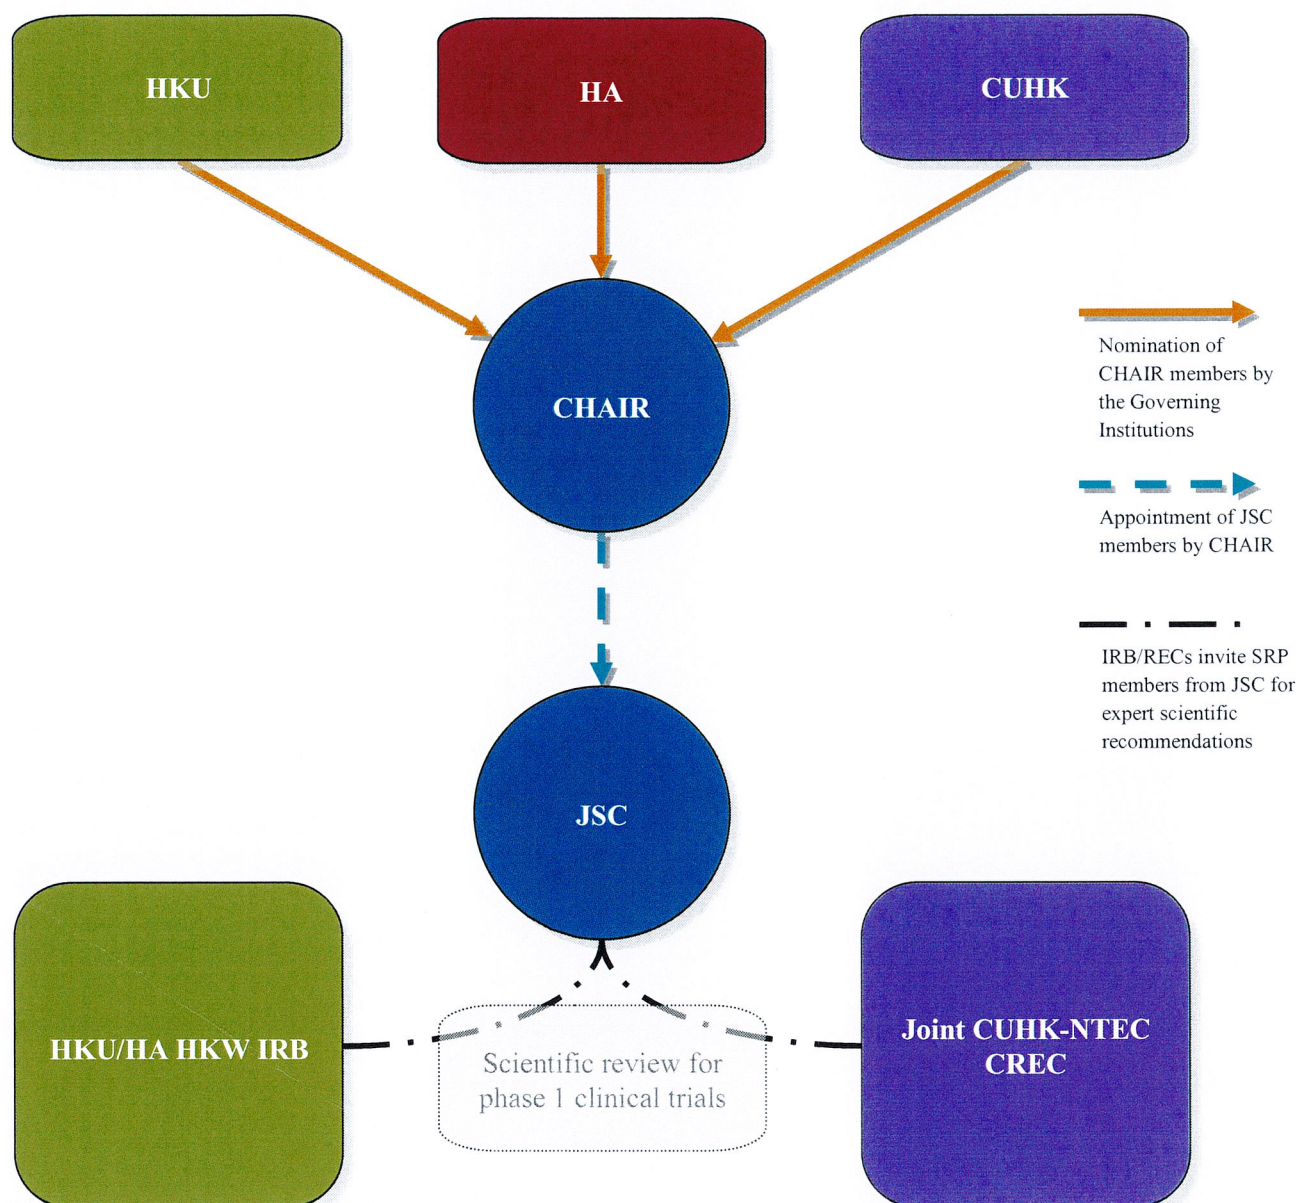 HKU
HA
CUHK
CHAIR
Nomination of
CHAIR members by
the Governing
Institutions
Appointment of JSC
members by CHAIR
IRB/RECs invite SRP
members from JSC for
expert scientific
recommendations
JSC
HKU/HA HKW IRB
Scientific review for
phase 1 clinical trials
Joint CUHK-NTEC
CREC